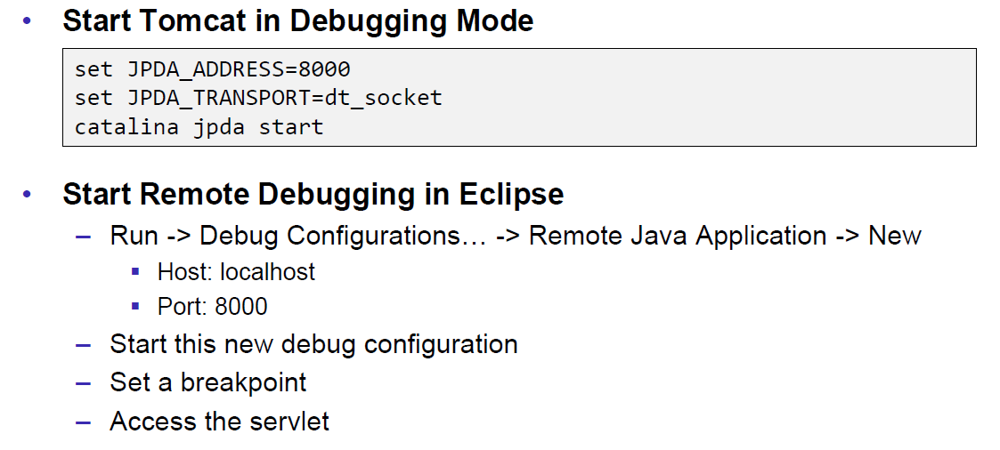 • Start Tomcat in Debugging Mode
set JPDA_ADDRESS=8000
set JPDA_TRANSPORT=dt_socket
catalina jpda start
• Start Remote Debugging in Eclipse
– Run -> Debug Configurations… -> Remote Java Application -> New
▪ Host: localhost
▪ Port: 8000
– Start this new debug configuration
– Set a breakpoint
– Access the servlet